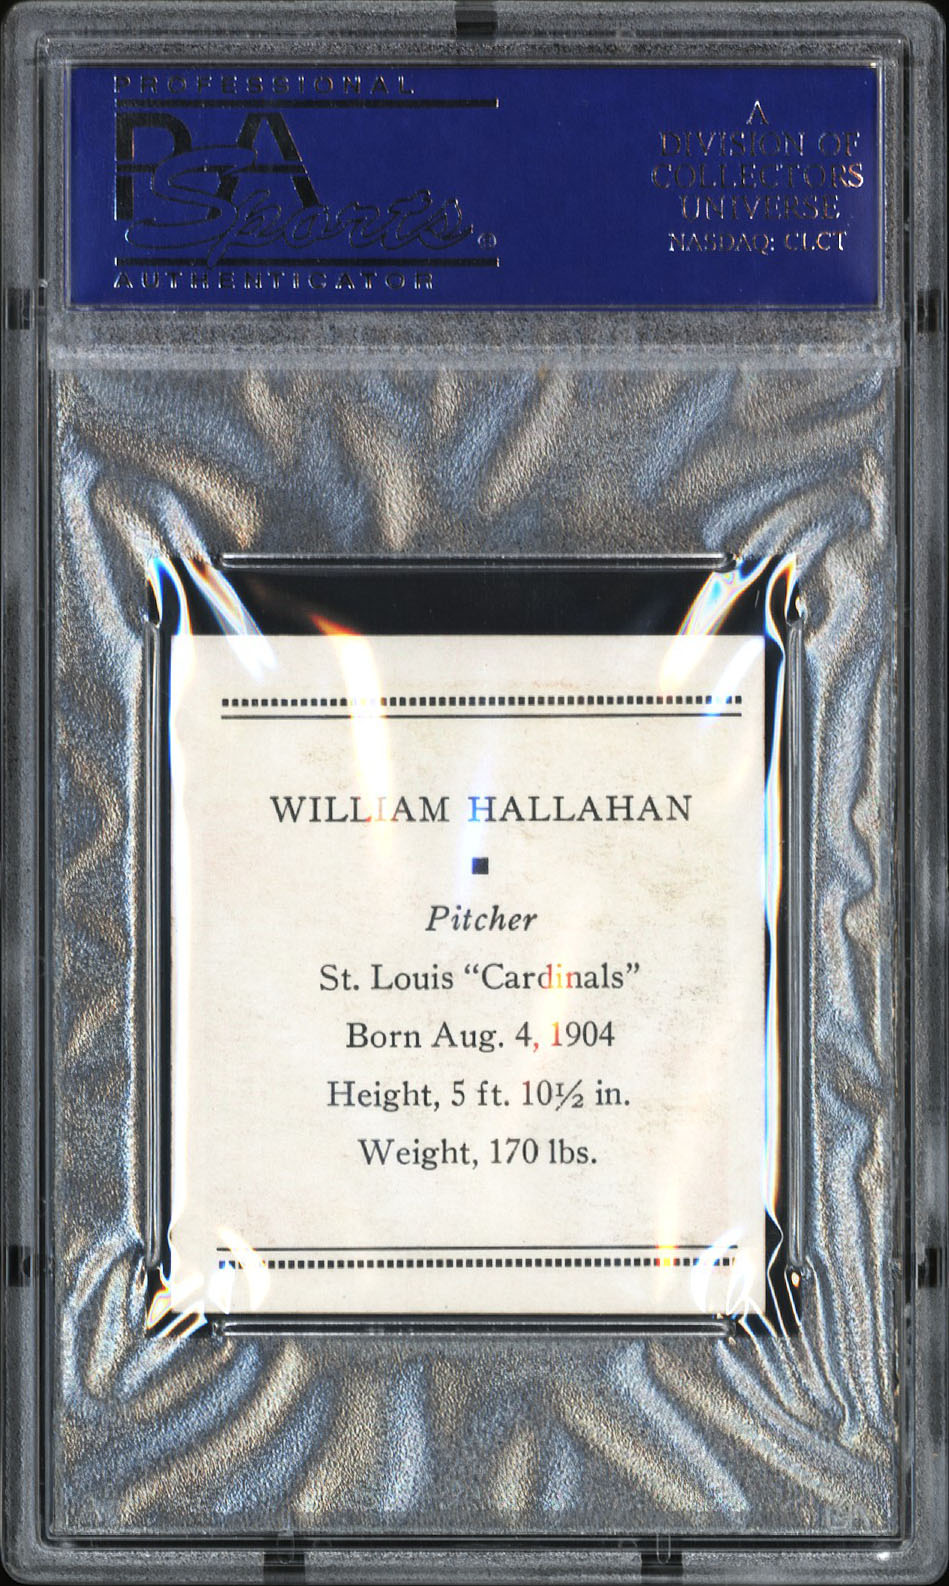 PROFESSIONAL
PSA
Sports
®
AUTHENTICATOR
A
DIVISION OF
COLLECTORS
UNIVERSE
NASDAQ: CLCT
WILLIAM HALLAHAN
Pitcher
St. Louis “Cardinals”
Born Aug. 4, 1904
Height, 5 ft. 10½ in.
Weight, 170 lbs.